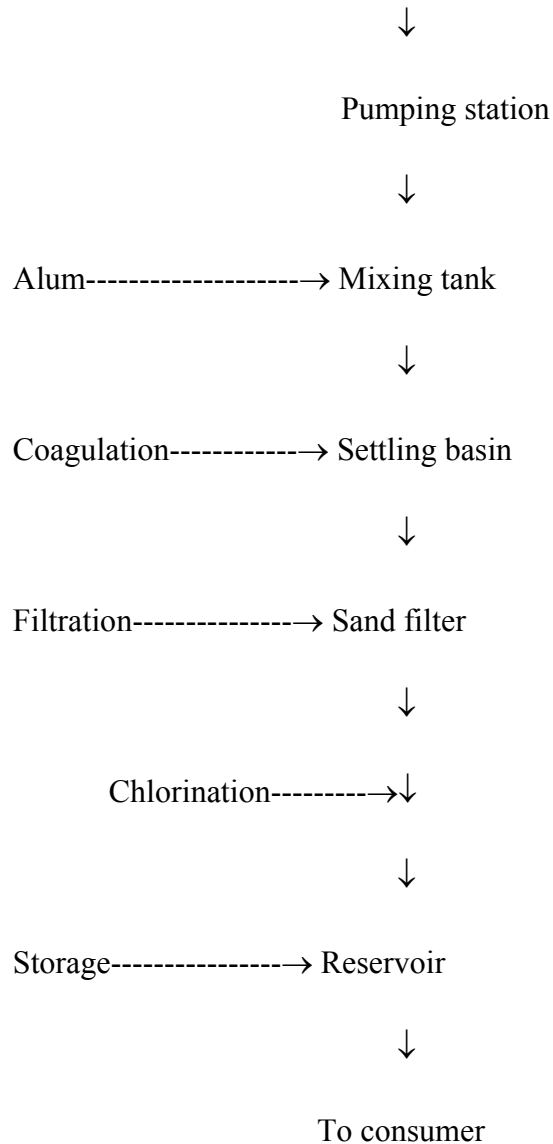 ↓
Pumping station
↓
Alum--------------------→ Mixing tank
↓
Coagulation------------→ Settling basin
↓
Filtration---------------→ Sand filter
↓
Chlorination---------→↓
↓
Storage----------------→ Reservoir
↓
To consumer